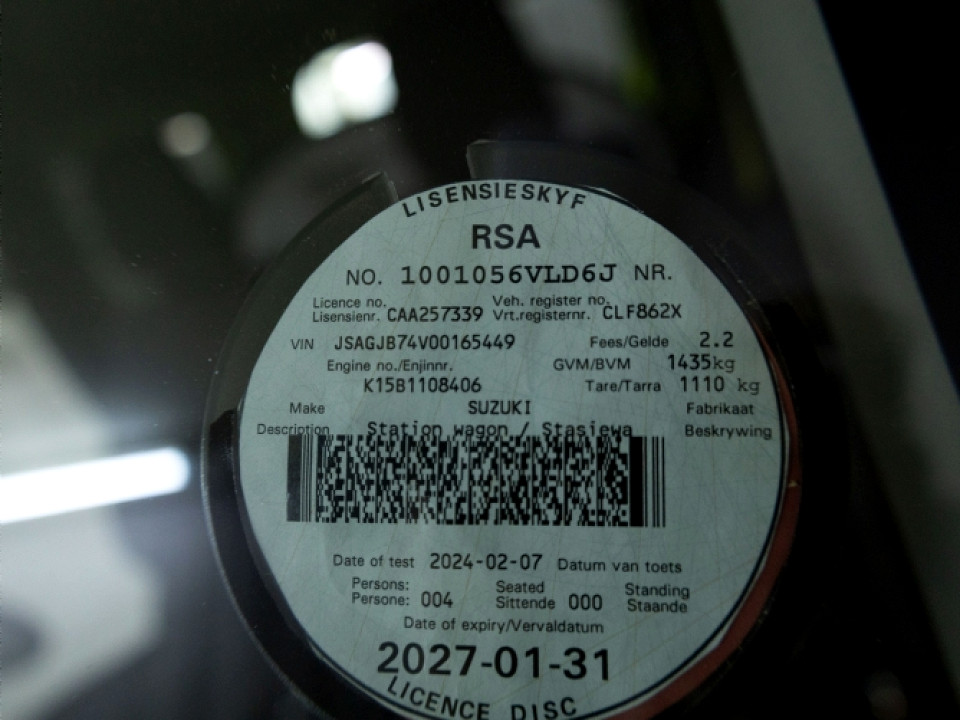 LISENSIESKYF
RSA
NO. 1001056VLD6J NR.
Licence no. Veh. register no.
Lisensienr. CAA257339 Vrt.registernr. CLF862X
VIN JSAGJB74V00165449 Fees/Gelde 2.2
Engine no./Enjinnr. GVM/BVM 1435kg
K15B1108406 Tare/Tarra 1110 kg
Make SUZUKI Fabrikaat
Description Station wagon / Stasiewa Beskrywing
Date of test 2024-02-07 Datum van toets
Persons: Seated Standing
Persone: 004 Sittende 000 Staande
Date of expiry/Vervaldatum
2027-01-31
LICENCE DISC